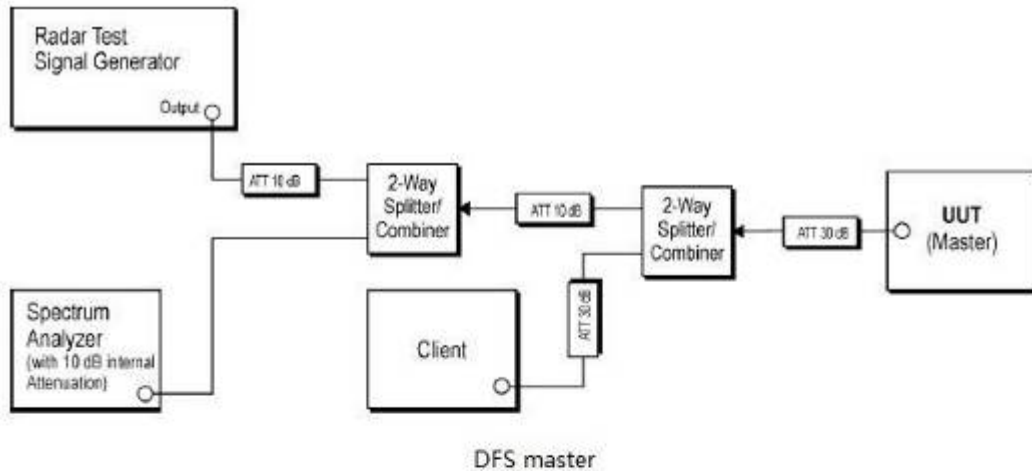 Radar Test
Signal Generator
Output
ATT 10 dB
2-Way
Splitter/
Combiner
ATT 10 dB
2-Way
Splitter/
Combiner
ATT 30 dB
UUT
(Master)
Spectrum
Analyzer
(with 10 dB internal
Attenuation)
Client
ATT 30 dB
DFS master